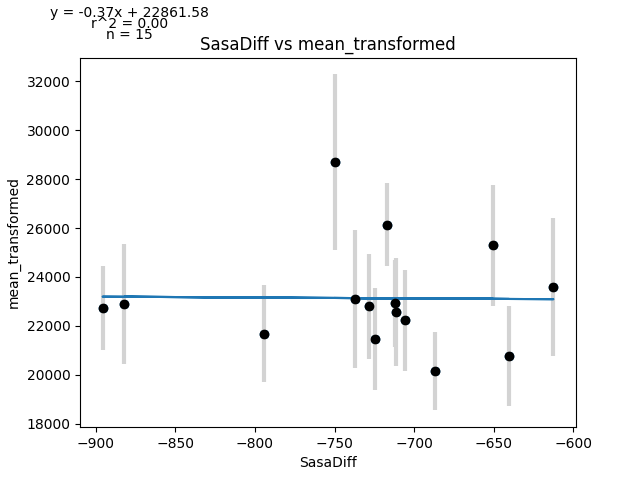 y = -0.37x + 22861.58
r^2 = 0.00
n = 15
SasaDiff vs mean_transformed
mean_transformed
32000
30000
28000
26000
24000
22000
20000
18000
−900 −850 −800 −750 −700 −650 −600
SasaDiff